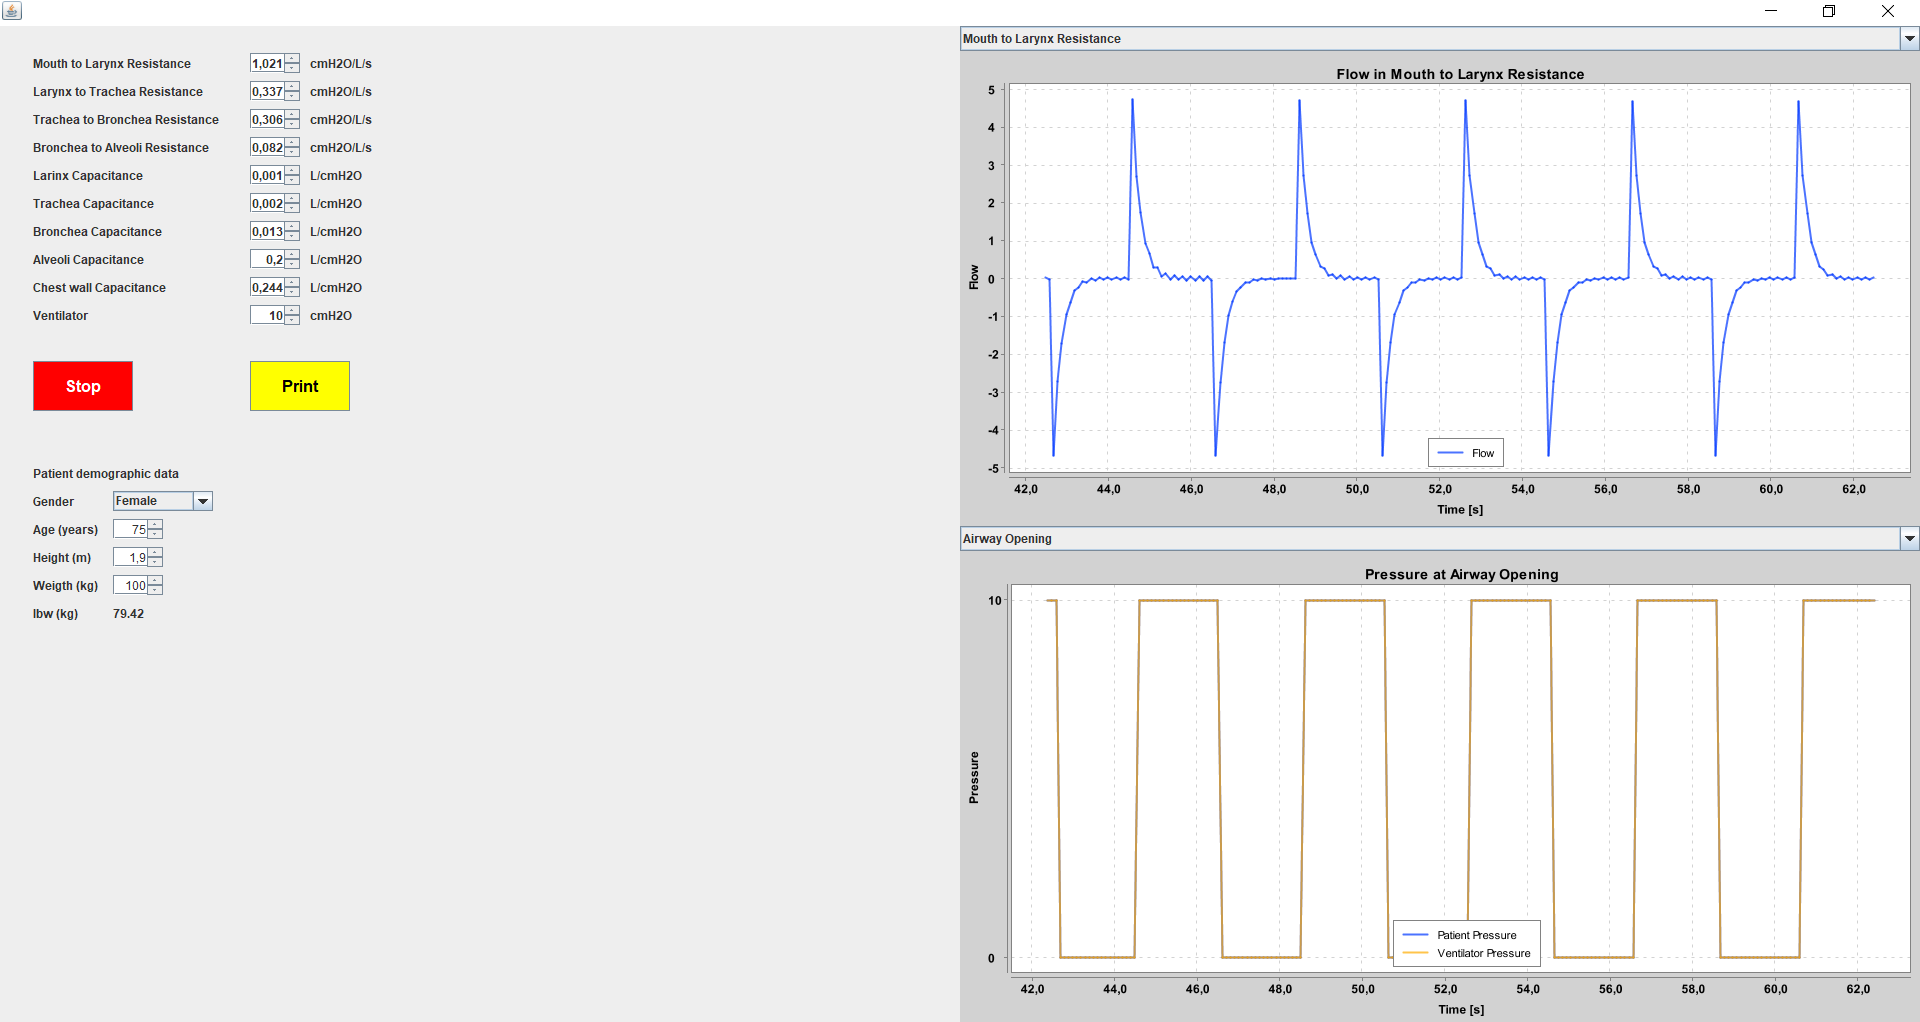 Mouth to Larynx Resistance 1,021 cmH2O/L/s
Larynx to Trachea Resistance 0,337 cmH2O/L/s
Trachea to Bronchea Resistance 0,306 cmH2O/L/s
Bronchea to Alveoli Resistance 0,082 cmH2O/L/s
Larinx Capacitance 0,001 L/cmH2O
Trachea Capacitance 0,002 L/cmH2O
Bronchea Capacitance 0,013 L/cmH2O
Alveoli Capacitance 0,2 L/cmH2O
Chest wall Capacitance 0,244 L/cmH2O
Ventilator 10 cmH2O
Stop Print
Patient demographic data
Gender Female
Age (years) 75
Height (m) 1,9
Weigth (kg) 100
Ibw (kg) 79.42
Mouth to Larynx Resistance
Flow in Mouth to Larynx Resistance
5
4
3
2
1
0
-1
-2
-3
-4
-5
Flow
Flow
42,0 44,0 46,0 48,0 50,0 52,0 54,0 56,0 58,0 60,0 62,0
Time [s]
Airway Opening
Pressure at Airway Opening
10
0
Pressure
Patient Pressure
Ventilator Pressure
42,0 44,0 46,0 48,0 50,0 52,0 54,0 56,0 58,0 60,0 62,0
Time [s]